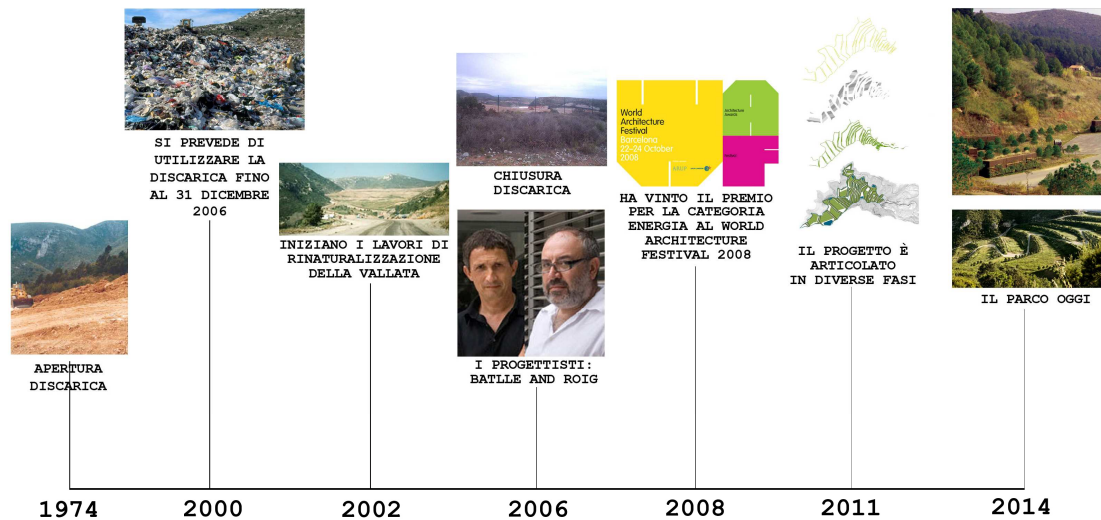 SI PREVEDE DI
UTILIZZARE LA
DISCARICA FINO
AL 31 DICEMBRE
2006
APERTURA
DISCARICA
INIZIANO I LAVORI DI
RINATURALIZZAZIONE
DELLA VALLATA
CHIUSURA
DISCARICA
I PROGETTISTI:
BATLLE AND ROIG
World
Architecture
Festival
Barcelona
22-24 October
2008
HA VINTO IL PREMIO
PER LA CATEGORIA
ENERGIA AL WORLD
ARCHITECTURE
FESTIVAL 2008
IL PROGETTO È
ARTICOLATO
IN DIVERSE FASI
IL PARCO OGGI
1974
2000
2002
2006
2008
2011
2014